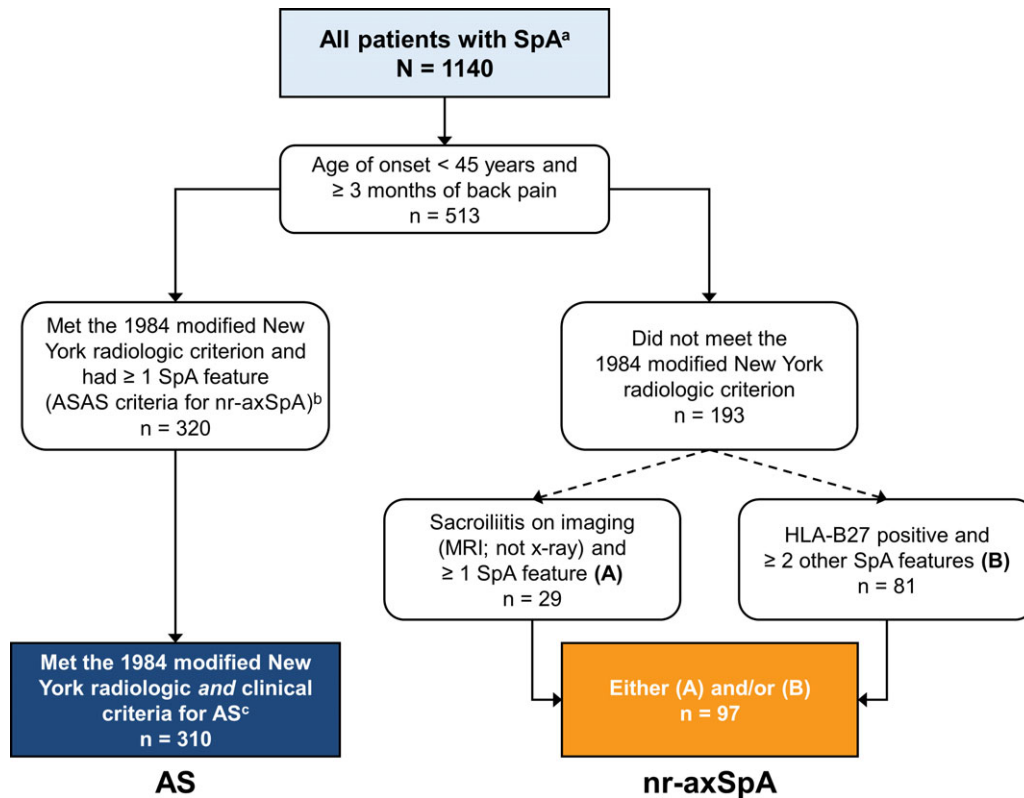 All patients with SpAᵃ
N = 1140
Age of onset < 45 years and
≥ 3 months of back pain
n = 513
Met the 1984 modified New
York radiologic criterion and
had ≥ 1 SpA feature
(ASAS criteria for nr-axSpA)ᵇ
n = 320
Did not meet the
1984 modified New York
radiologic criterion
n = 193
Sacroiliitis on imaging
(MRI; not x-ray) and
≥ 1 SpA feature (A)
n = 29
HLA-B27 positive and
≥ 2 other SpA features (B)
n = 81
Met the 1984 modified New
York radiologic and clinical
criteria for ASᶜ
n = 310
Either (A) and/or (B)
n = 97
AS
nr-axSpA